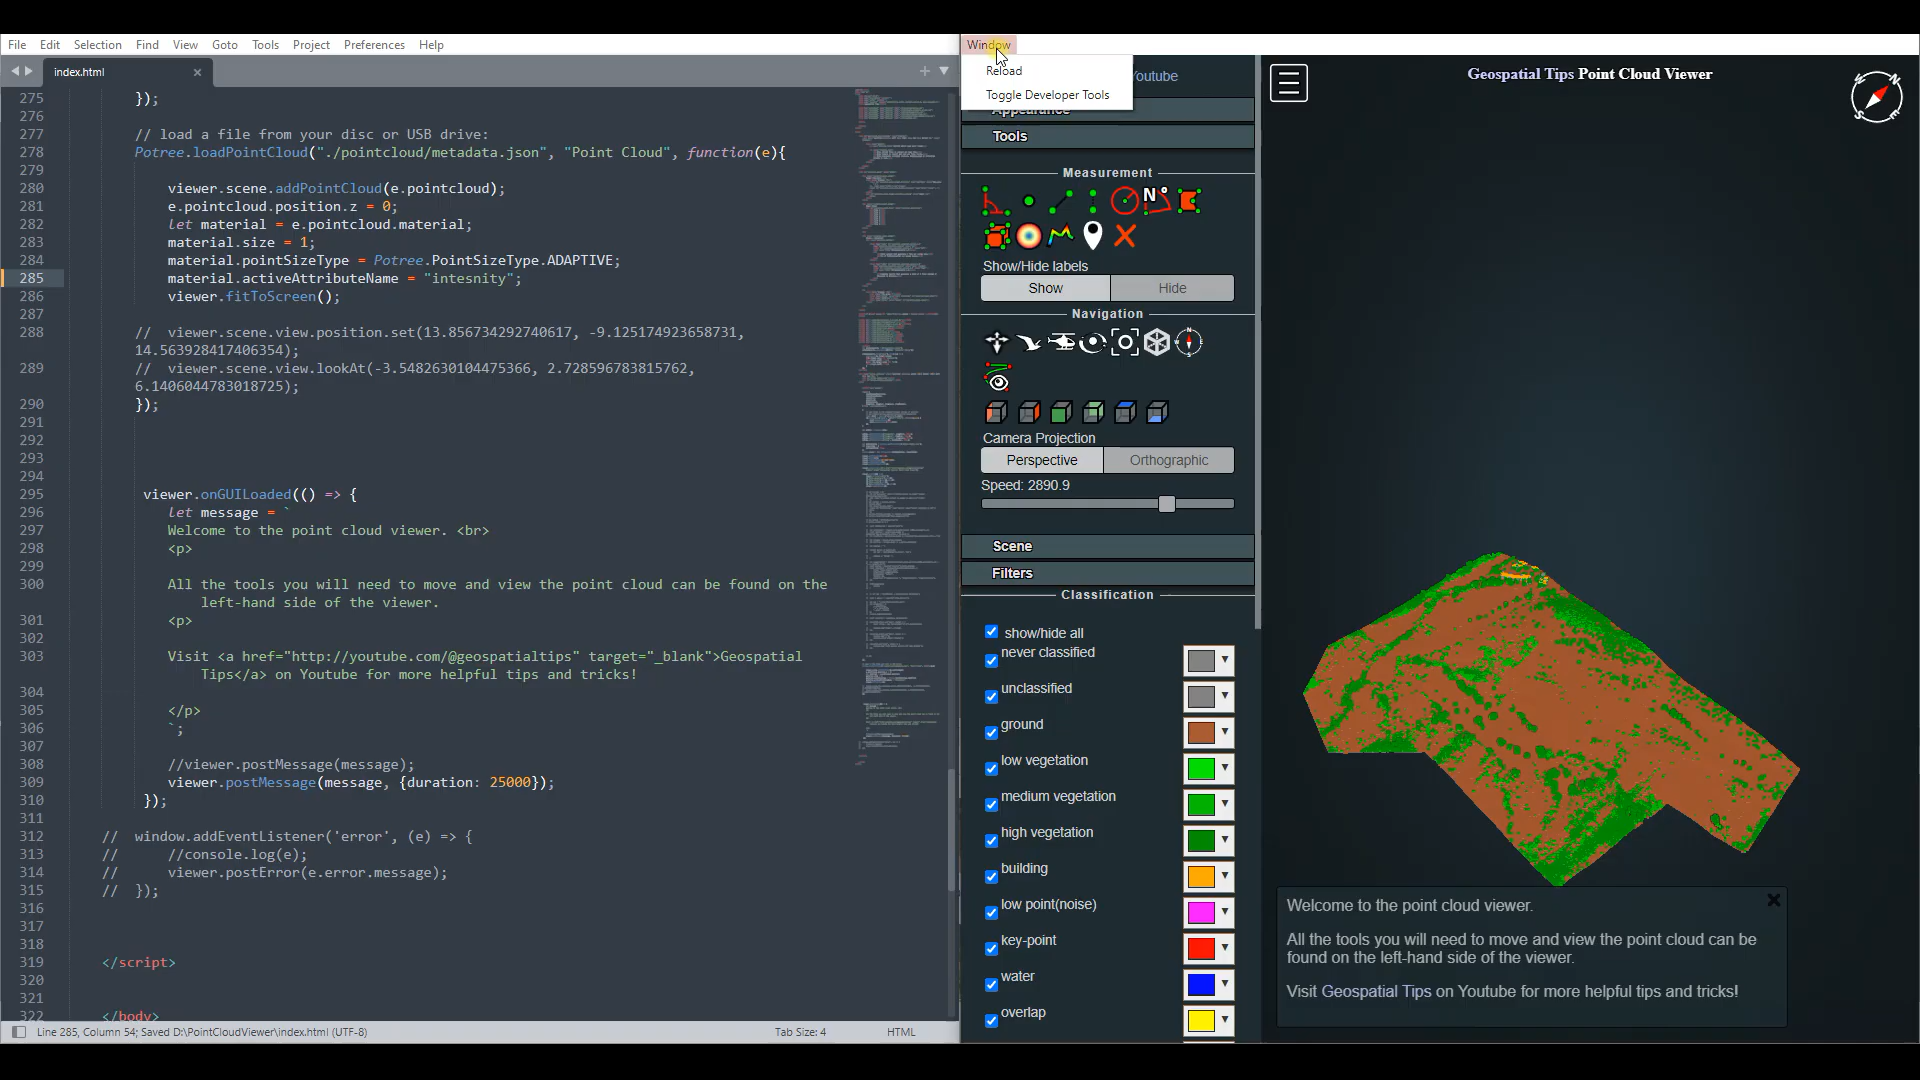 File Edit Selection Find View Goto Tools Project Preferences Help
index.html
275 });
276
277 // load a file from your disc or USB drive:
278 Potree.loadPointCloud("./pointcloud/metadata.json", "Point Cloud", function(e){
279
280 viewer.scene.addPointCloud(e.pointcloud);
281 e.pointcloud.position.z = 0;
282 let material = e.pointcloud.material;
283 material.size = 1;
284 material.pointSizeType = Potree.PointSizeType.ADAPTIVE;
285 material.activeAttributeName = "intesnity";
286 viewer.fitToScreen();
287
288 // viewer.scene.view.position.set(13.856734292740617, -9.125174923658731,
14.563928417406354);
289 // viewer.scene.view.lookAt(-3.5482630104475366, 2.728596783815762,
6.1406044783018725);
290 });
291
292
293
294
295 viewer.onGUILoaded(() => {
296 let message = `
297 Welcome to the point cloud viewer. <br>
298 <p>
299
300 All the tools you will need to move and view the point cloud can be found on the
left-hand side of the viewer.
301 <p>
302
303 Visit <a href="http://youtube.com/@geospatialtips" target="_blank">Geospatial
Tips</a> on Youtube for more helpful tips and tricks!
304
305 </p>
306 `;
307
308 //viewer.postMessage(message);
309 viewer.postMessage(message, {duration: 25000});
310 });
311
312 // window.addEventListener('error', (e) => {
313 // //console.log(e);
314 // viewer.postError(e.error.message);
315 // });
316
317
318
319 </script>
320
321
322 </body>
Line 285, Column 54; Saved D:\PointCloudViewer\index.html (UTF-8)
Tab Size: 4
HTML
Window
Reload
Toggle Developer Tools
Youtube
Appearance
Tools
Measurement
N°
Show/Hide labels
Show Hide
Navigation
Camera Projection
Perspective Orthographic
Speed: 2890.9
Scene
Filters
Classification
show/hide all
never classified
unclassified
ground
low vegetation
medium vegetation
high vegetation
building
low point(noise)
key-point
water
overlap
Geospatial Tips Point Cloud Viewer
Welcome to the point cloud viewer.
All the tools you will need to move and view the point cloud can be
found on the left-hand side of the viewer.
Visit Geospatial Tips on Youtube for more helpful tips and tricks!